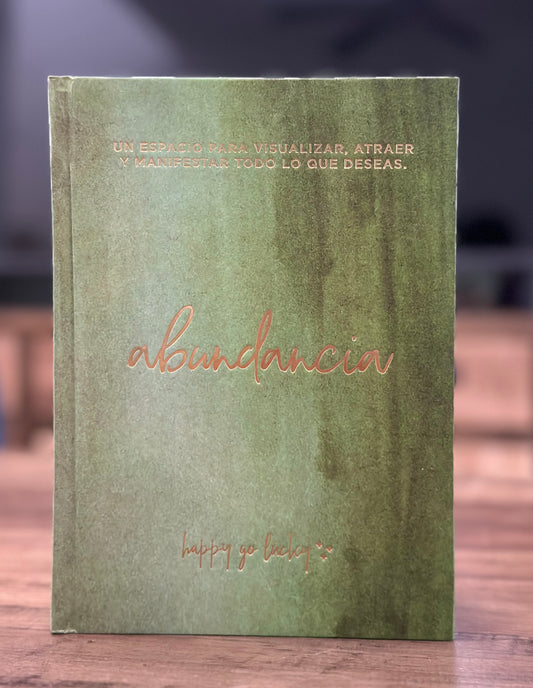 UN ESPACIO PARA VISUALIZAR, ATRAER
Y MANIFESTAR TODO LO QUE DESEAS.
abundancia
happy go lucky